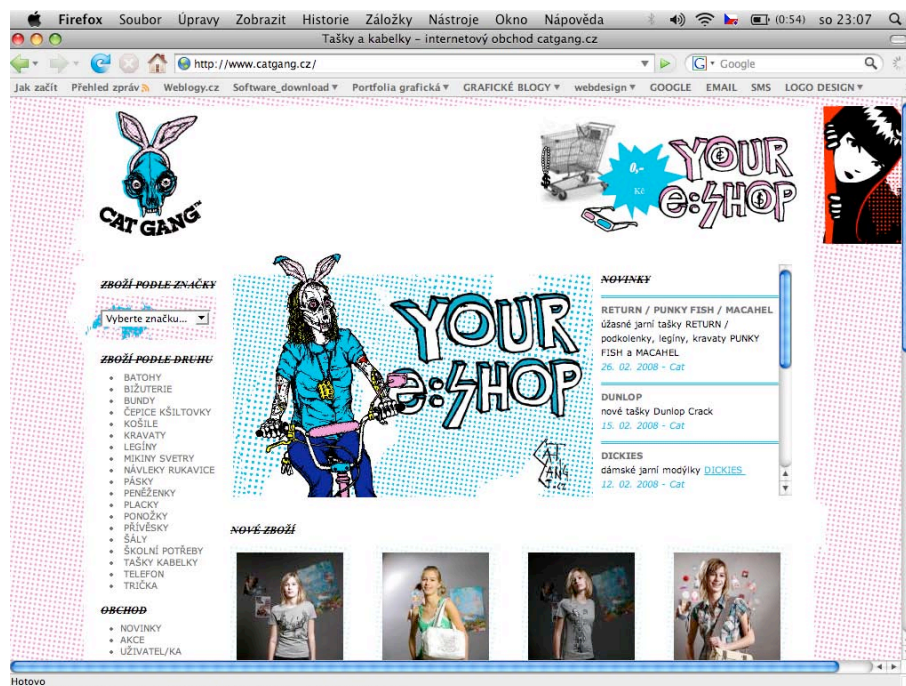 Firefox Soubor Úpravy Zobrazit Historie Záložky Nástroje Okno Nápověda (0:54) so 23:07
Tašky a kabelky – internetový obchod catgang.cz
http://www.catgang.cz/
Google
Jak začít Přehled zpráv Weblogy.cz Software_download Portfolia grafická GRAFICKÉ BLOGY webdesign GOOGLE EMAIL SMS LOGO DESIGN
CAT GANG™
0,-
Kč
YOUR
e:SHOP
ZBOŽÍ PODLE ZNAČKY
Vyberte značku...
ZBOŽÍ PODLE DRUHU
BATOHY
BIŽUTERIE
BUNDY
ČEPICE KŠILTOVKY
KOŠILE
KRAVATY
LEGÍNY
MIKINY SVETRY
NÁVLEKY RUKAVICE
PÁSKY
PENĚŽENKY
PLACKY
PONOŽKY
PŘÍVĚSKY
ŠÁLY
ŠKOLNÍ POTŘEBY
TAŠKY KABELKY
TELEFON
TRIČKA
OBCHOD
NOVINKY
AKCE
UŽIVATEL/KA
YOUR
e:SHOP
CAT
GANG
.cz
NOVINKY
RETURN / PUNKY FISH / MACAHEL
úžasné jarní tašky RETURN /
podkolenky, legíny, kravaty PUNKY
FISH a MACAHEL
26. 02. 2008 - Cat
DUNLOP
nové tašky Dunlop Crack
15. 02. 2008 - Cat
DICKIES
dámské jarní modýlky DICKIES
12. 02. 2008 - Cat
NOVÉ ZBOŽÍ
Hotovo